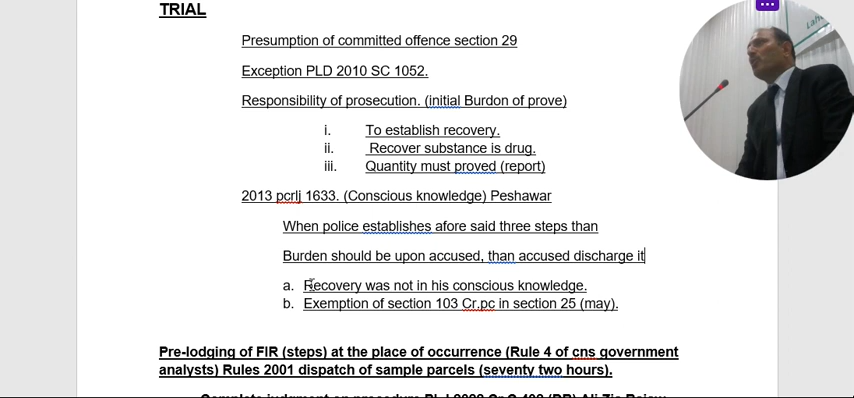 TRIAL
Presumption of committed offence section 29
Exception PLD 2010 SC 1052.
Responsibility of prosecution. (initial Burdon of prove)
i. To establish recovery.
ii. Recover substance is drug.
iii. Quantity must proved (report)
2013 pcrlj 1633. (Conscious knowledge) Peshawar
When police establishes afore said three steps than
Burden should be upon accused, than accused discharge it
a. Recovery was not in his conscious knowledge.
b. Exemption of section 103 Cr.pc in section 25 (may).
Pre-lodging of FIR (steps) at the place of occurrence (Rule 4 of cns government
analysts) Rules 2001 dispatch of sample parcels (seventy two hours).
Complete judgment on procedure